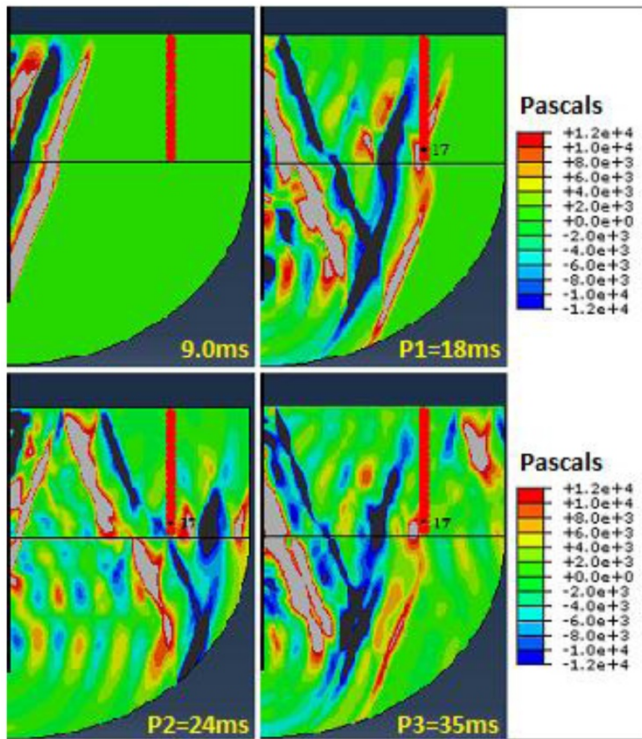 Pascals
+1.2e+4
+1.0e+4
+8.0e+3
+6.0e+3
+4.0e+3
+2.0e+3
+0.0e+0
-2.0e+3
-4.0e+3
-6.0e+3
-8.0e+3
-1.0e+4
-1.2e+4
17
9.0ms
P1=18ms
Pascals
+1.2e+4
+1.0e+4
+8.0e+3
+6.0e+3
+4.0e+3
+2.0e+3
+0.0e+0
-2.0e+3
-4.0e+3
-6.0e+3
-8.0e+3
-1.0e+4
-1.2e+4
17
17
P2=24ms
P3=35ms